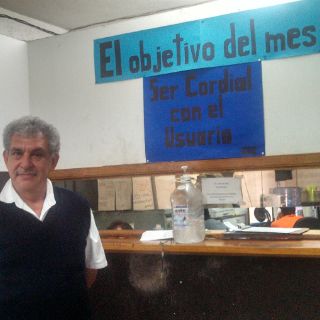 El objetivo del mes
Ser Cordial
con el
Usuario